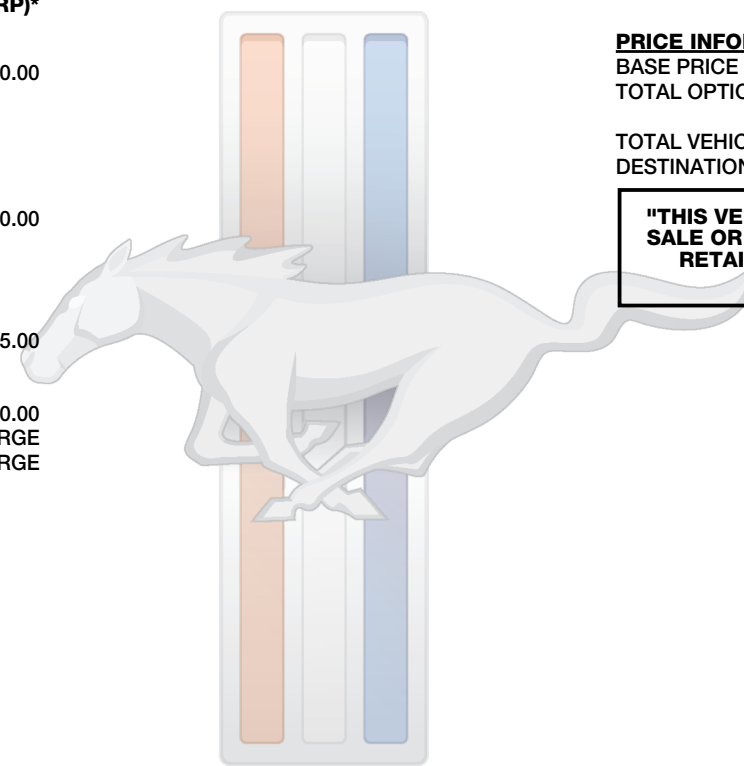 RP)*
0.00
0.00
5.00
0.00
RGE
RGE
PRICE INFO
BASE PRICE
TOTAL OPTIO
TOTAL VEHIC
DESTINATION
"THIS VE
SALE OR
RETAI